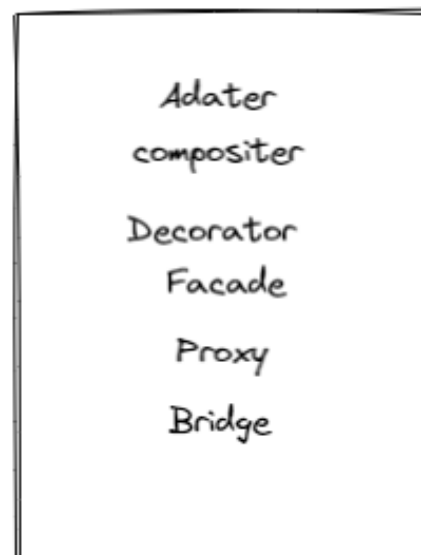 Adater
compositer
Decorator
Facade
Proxy
Bridge